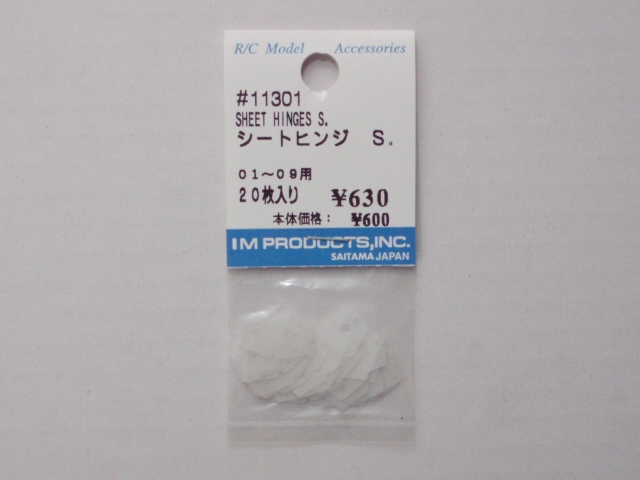 R/C Model Accessories
#11301
SHEET HINGES S.
シートヒンジ S.
01～09用
20枚入り ¥630
本体価格： ¥600
IM PRODUCTS,INC.
SAITAMA JAPAN